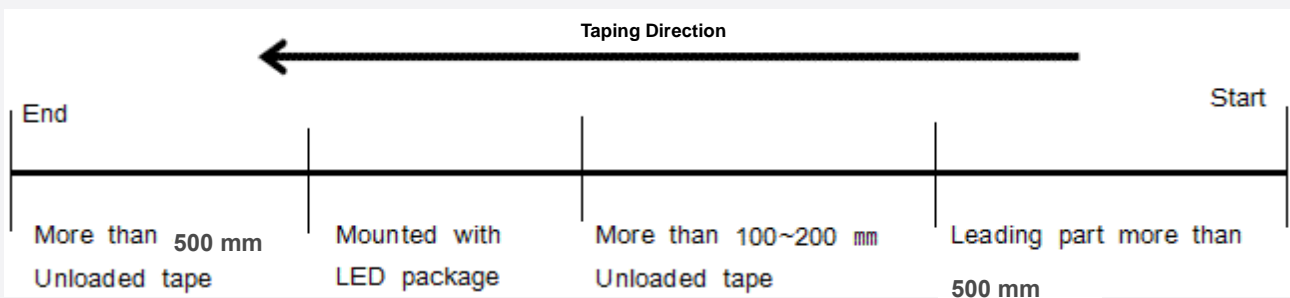 Taping Direction
End
Start
More than 500 mm
Unloaded tape
Mounted with
LED package
More than 100~200 ㎜
Unloaded tape
Leading part more than
500 mm